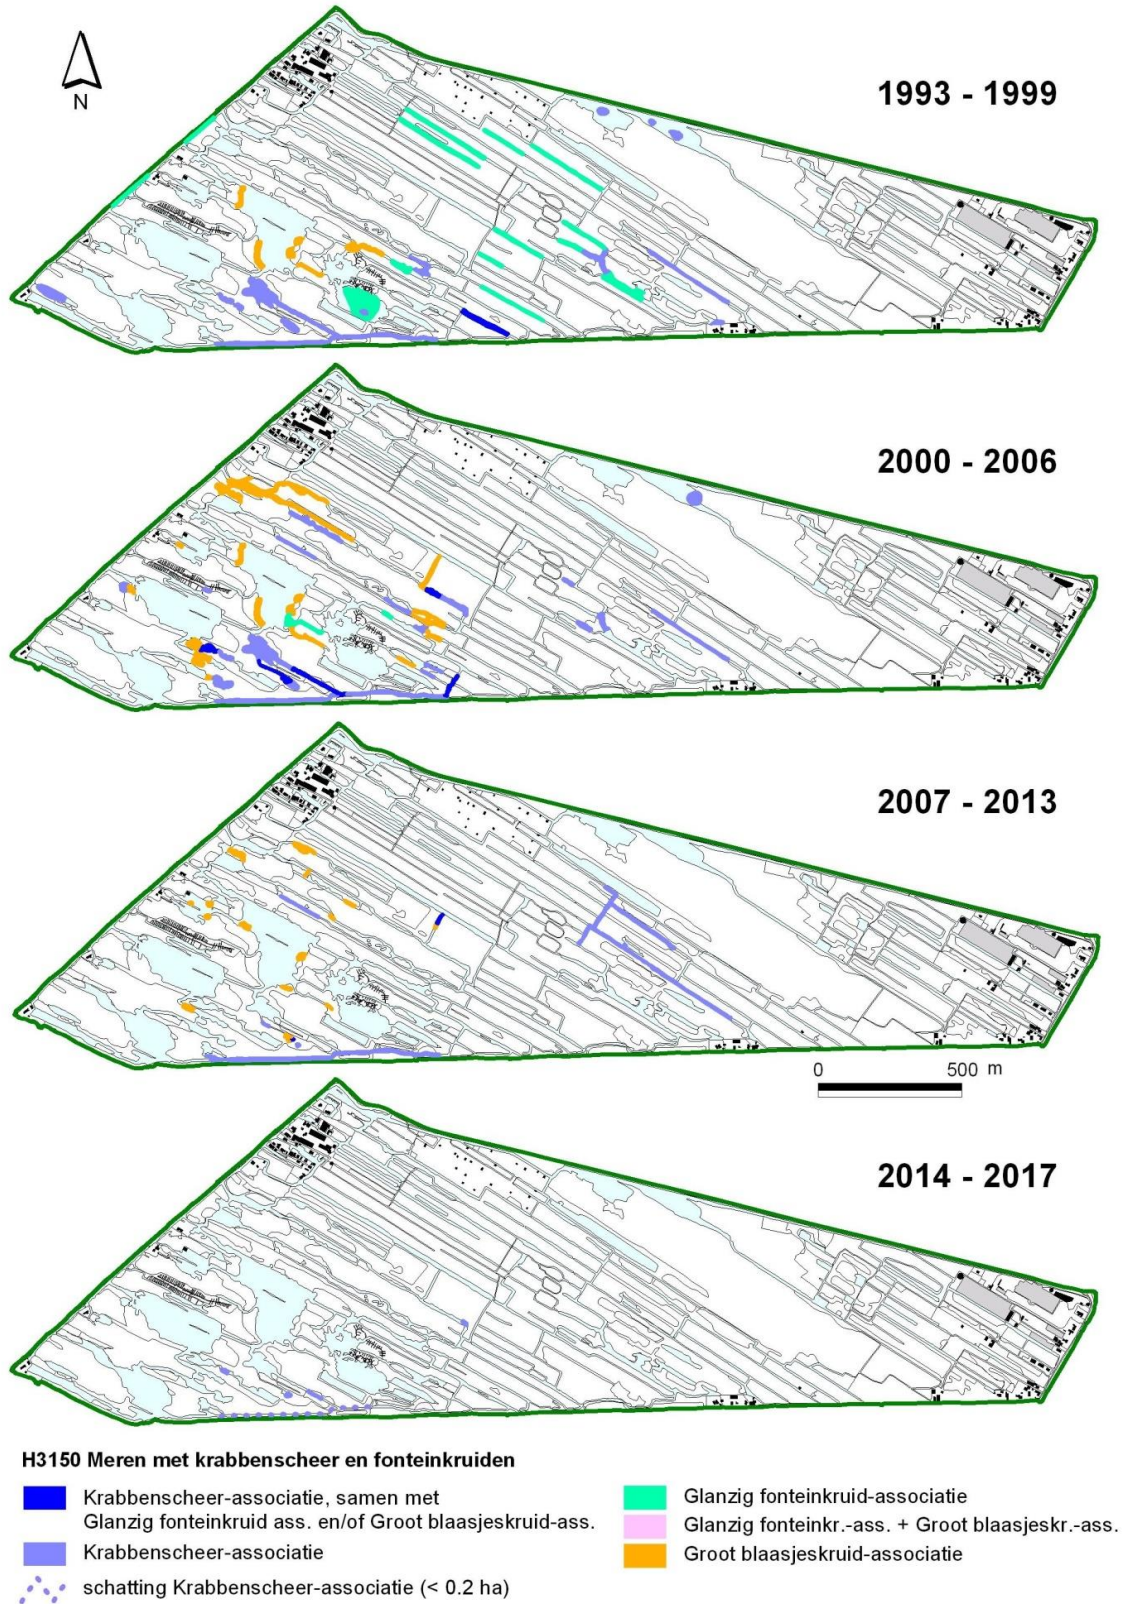 N
1993 - 1999
2000 - 2006
2007 - 2013
0 500 m
2014 - 2017
H3150 Meren met krabbenscheer en fonteinkruiden
Krabbenscheer-associatie, samen met
Glanzig fonteinkruid ass. en/of Groot blaasjeskruid-ass.
Krabbenscheer-associatie
schatting Krabbenscheer-associatie (< 0.2 ha)
Glanzig fonteinkruid-associatie
Glanzig fonteinkr.-ass. + Groot blaasjeskr.-ass.
Groot blaasjeskruid-associatie